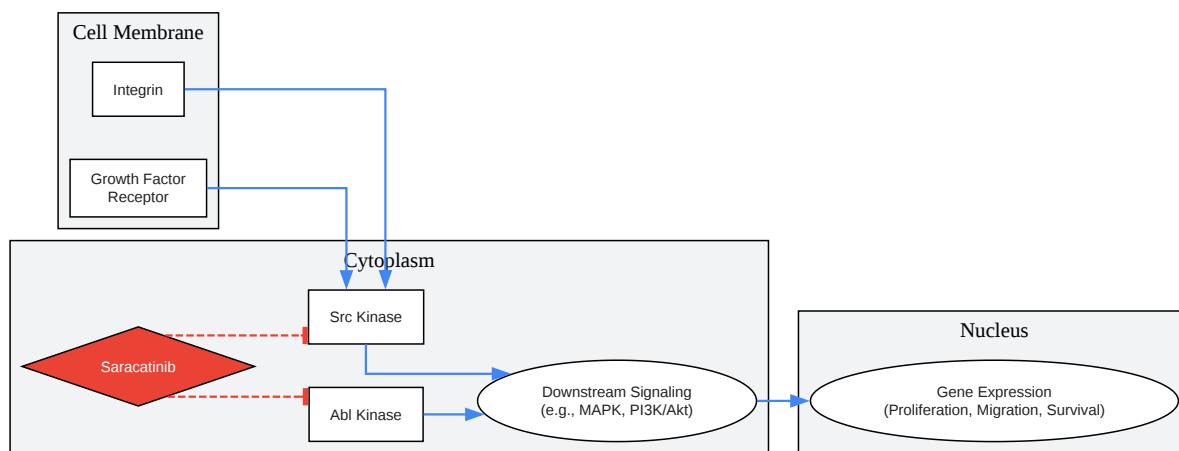 Cell Membrane
Integrin
Growth Factor
Receptor
Cytoplasm
Src Kinase
Saracatinib
Abl Kinase
Downstream Signaling
(e.g., MAPK, PI3K/Akt)
Nucleus
Gene Expression
(Proliferation, Migration, Survival)